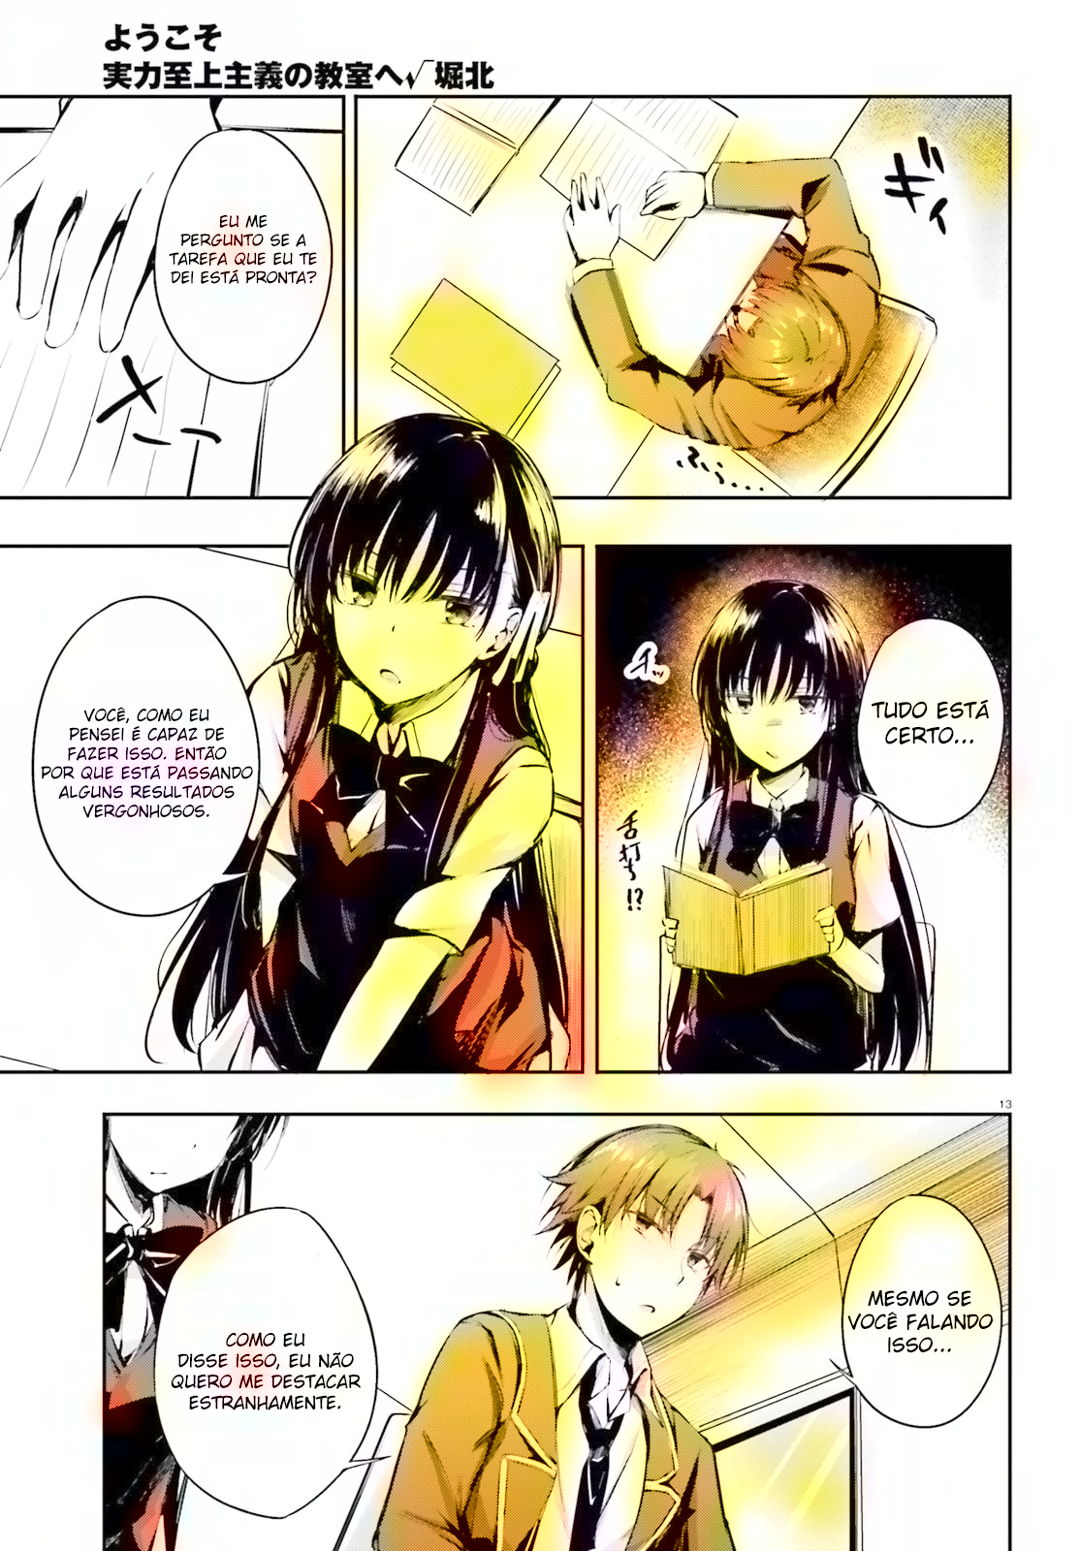 ようこそ
実力至上主義の教室へ√堀北
ギィ
ふぅ……
EU ME
PERGUNTO SE A
TAREFA QUE EU TE
DEI ESTÁ PRONTA?
TUDO ESTÁ
CERTO...
チッ
舌打ち!?
VOCÊ, COMO EU
PENSEI É CAPAZ DE
FAZER ISSO. ENTÃO
POR QUE ESTÁ PASSANDO
ALGUNS RESULTADOS
VERGONHOSOS.
13
MESMO SE
VOCÊ FALANDO
ISSO...
COMO EU
DISSE ISSO, EU NÃO
QUERO ME DESTACAR
ESTRANHAMENTE.